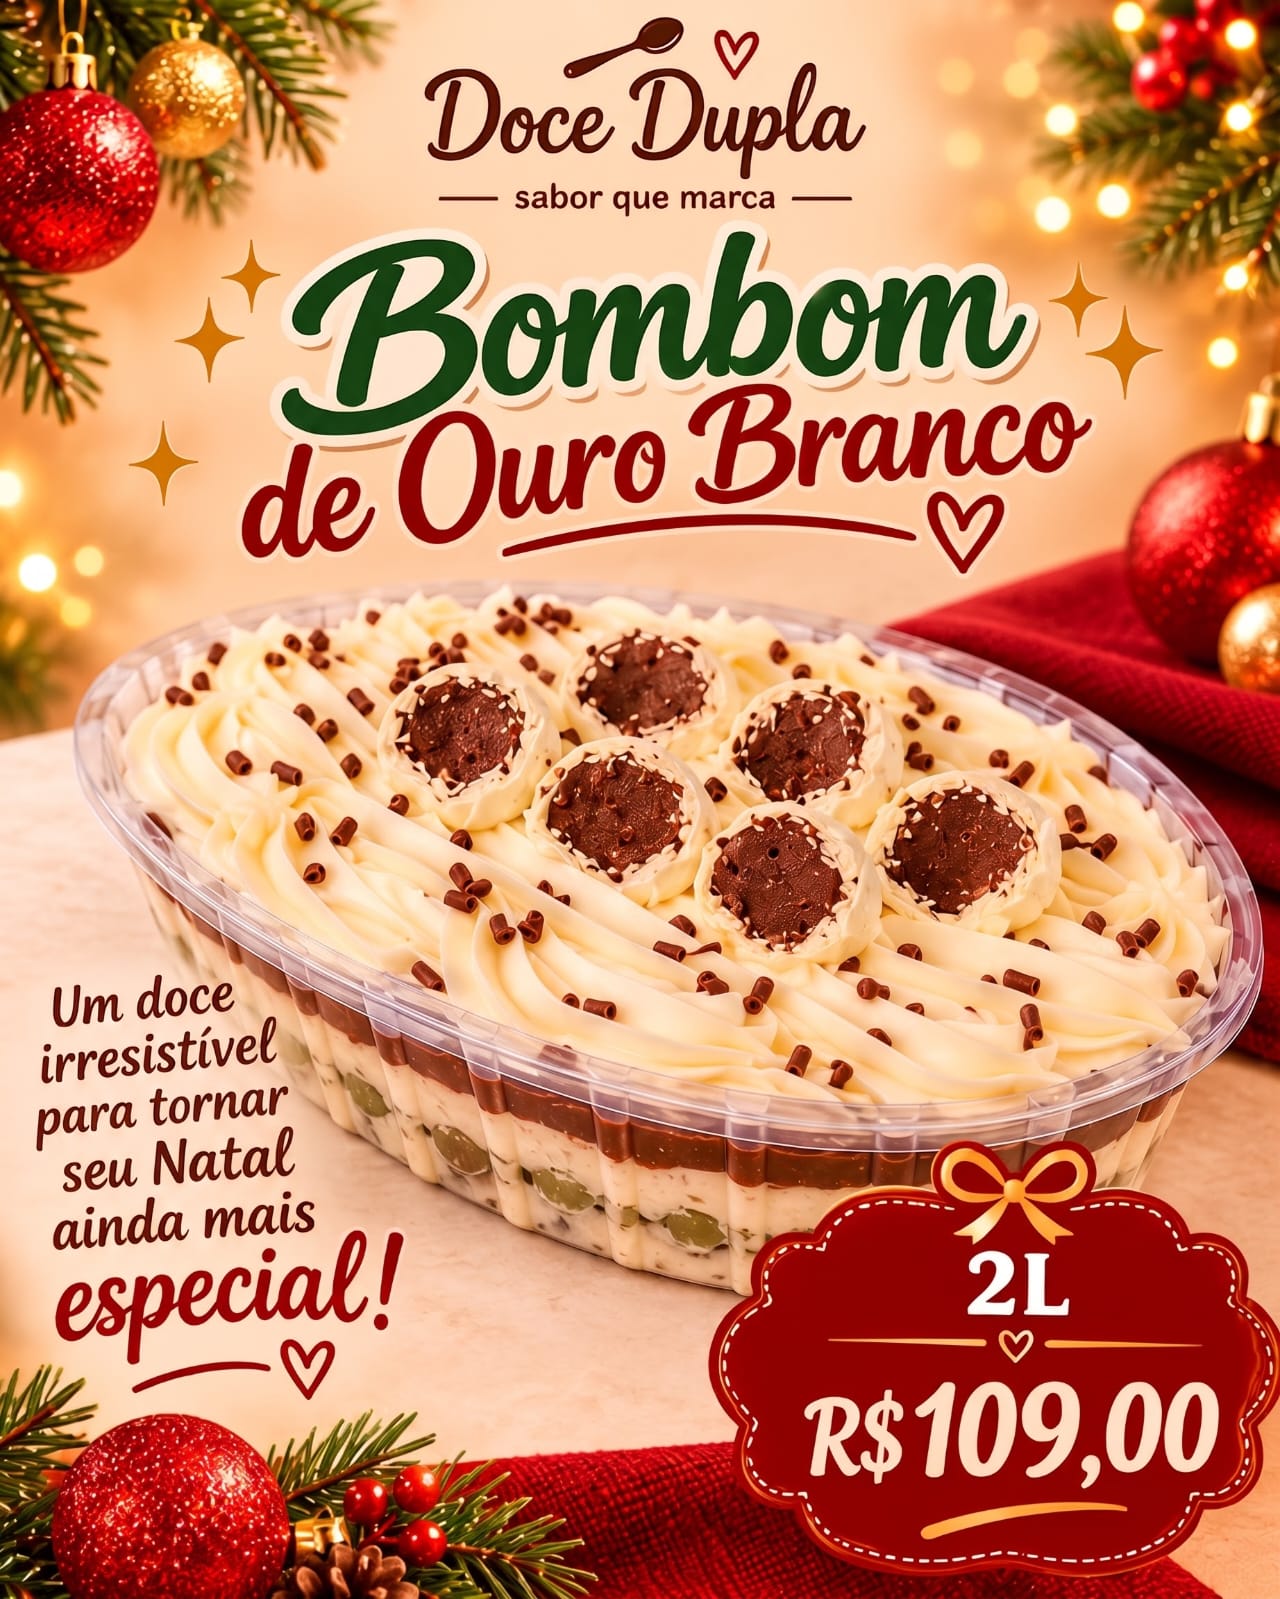 Doce Dupla
sabor que marca
Bombom
de Ouro Branco
Um doce
irresistível
para tornar
seu Natal
ainda mais
especial!
2L
R$109,00